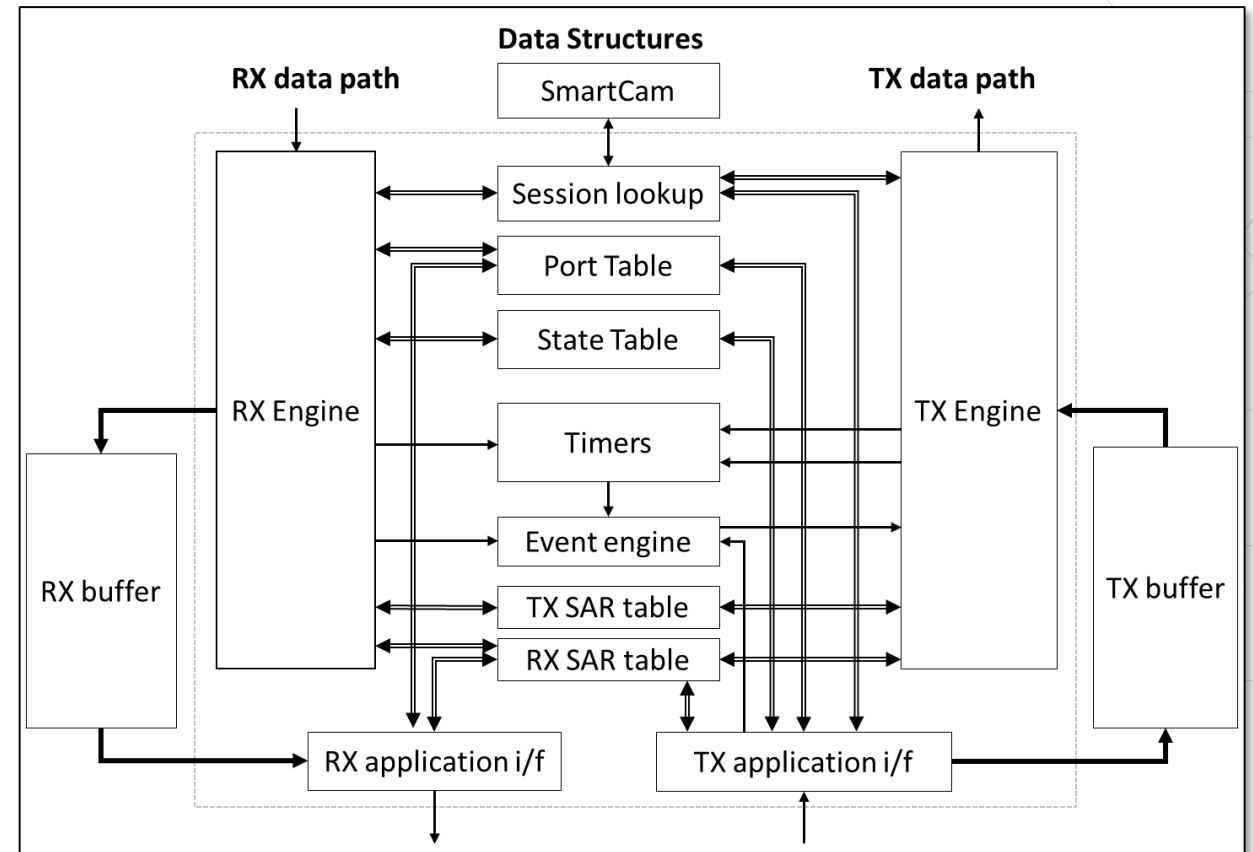 Data Structures
RX data path
SmartCam
TX data path
Session lookup
Port Table
State Table
RX Engine
Timers
TX Engine
Event engine
RX buffer
TX SAR table
TX buffer
RX SAR table
RX application i/f
TX application i/f